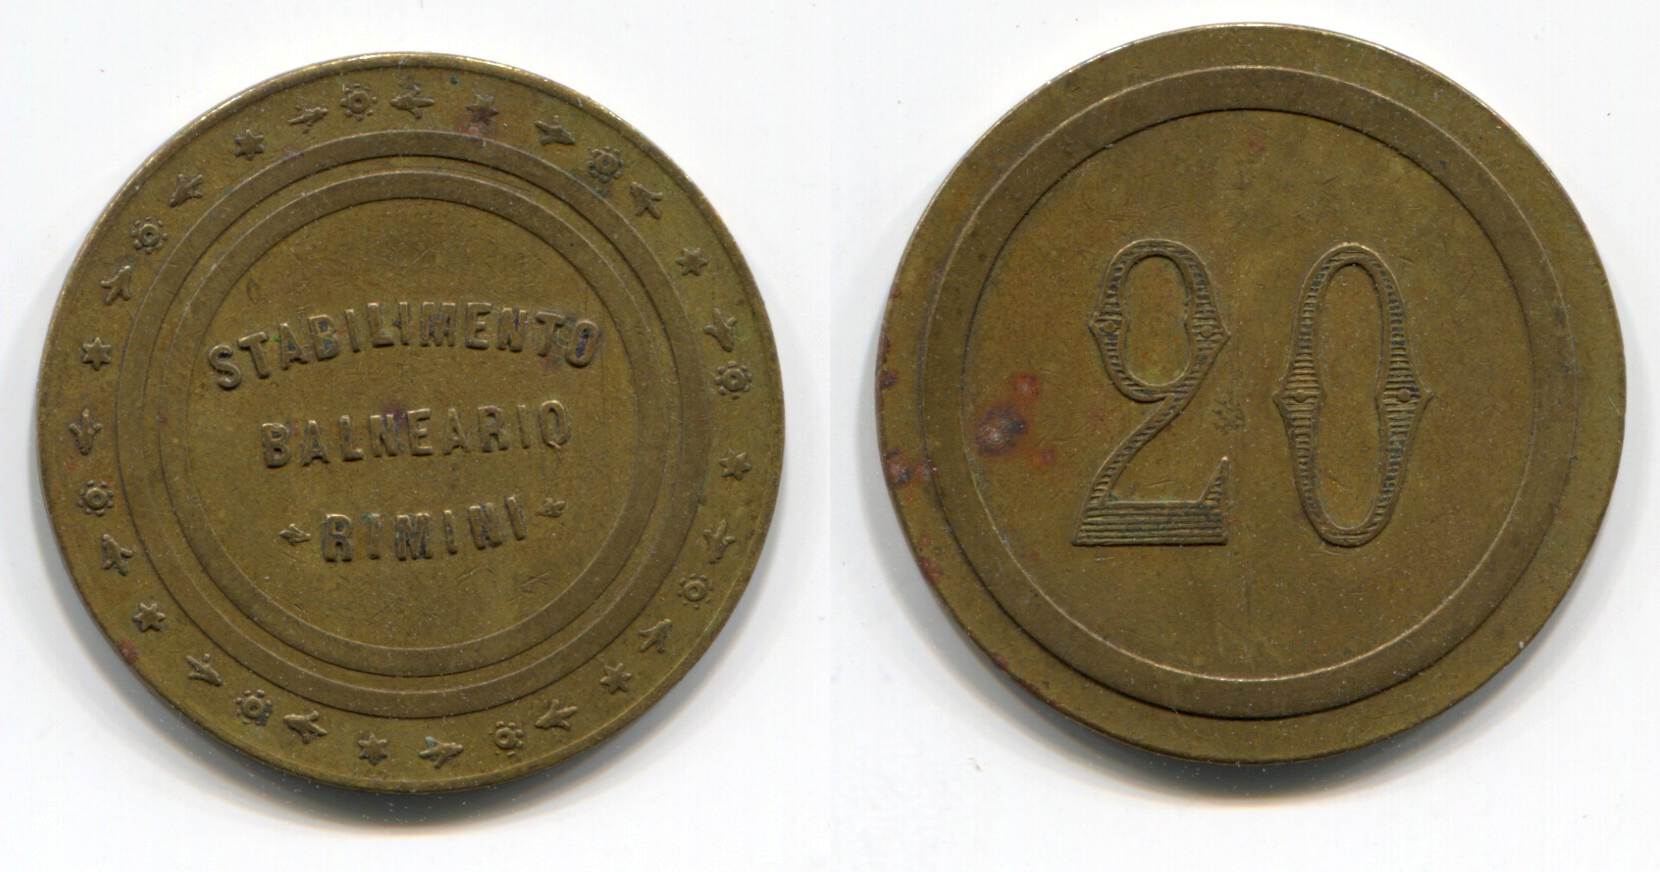 STABILIMENTO
BALNEARIO
RIMINI
20